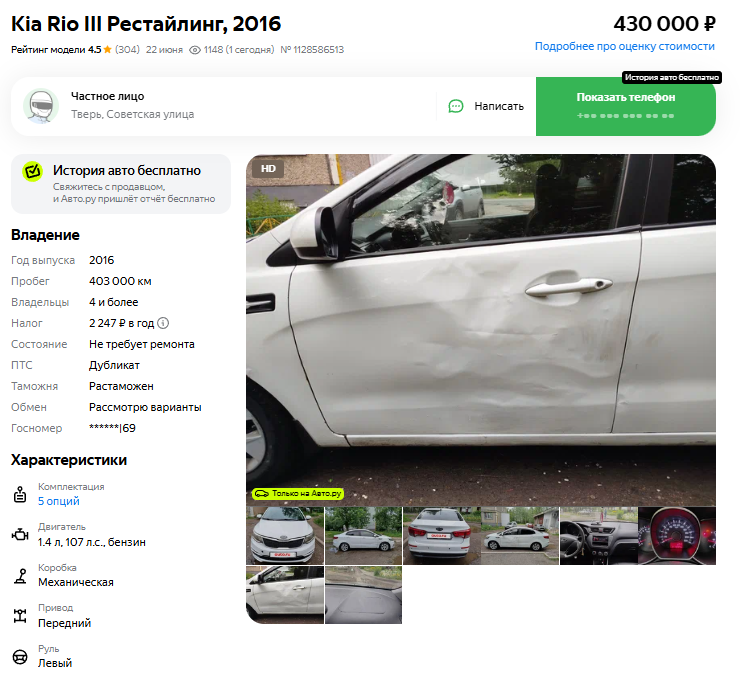 Kia Rio III Рестайлинг, 2016
430 000 ₽
Рейтинг модели 4.5 (304) 22 июня 1148 (1 сегодня) № 1128586513
Подробнее про оценку стоимости
История авто бесплатно
Частное лицо
Тверь, Советская улица
Написать
Показать телефон
История авто бесплатно
Свяжитесь с продавцом,
и Авто.ру пришлёт отчёт бесплатно
HD
Владение
Год выпуска 2016
Пробег 403 000 км
Владельцы 4 и более
Налог 2 247 ₽ в год
Состояние Не требует ремонта
ПТС Дубликат
Таможня Растаможен
Обмен Рассмотрю варианты
Госномер ******|69
Только на Авто.ру
Характеристики
Комплектация
5 опций
Двигатель
1.4 л, 107 л.с., бензин
Коробка
Механическая
Привод
Передний
Руль
Левый